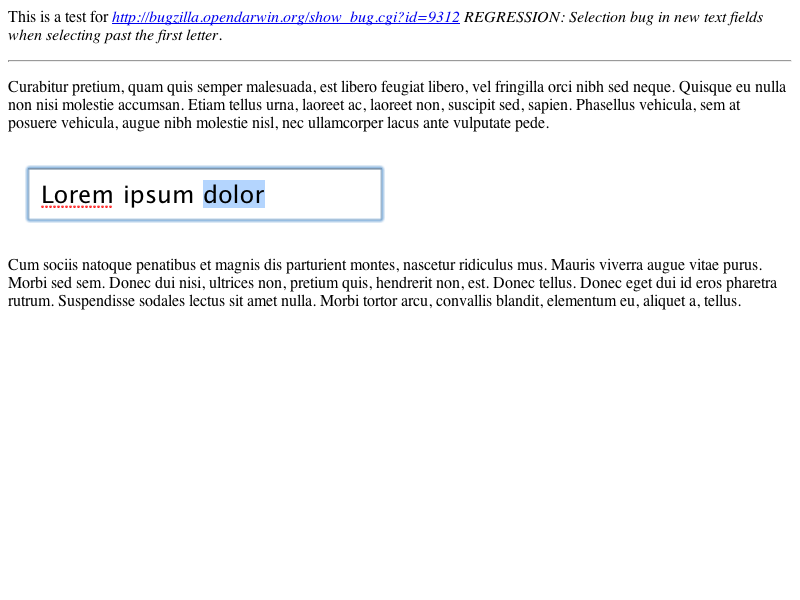 This is a test for http://bugzilla.opendarwin.org/show_bug.cgi?id=9312 REGRESSION: Selection bug in new text fields
when selecting past the first letter.
Curabitur pretium, quam quis semper malesuada, est libero feugiat libero, vel fringilla orci nibh sed neque. Quisque eu nulla
non nisi molestie accumsan. Etiam tellus urna, laoreet ac, laoreet non, suscipit sed, sapien. Phasellus vehicula, sem at
posuere vehicula, augue nibh molestie nisl, nec ullamcorper lacus ante vulputate pede.
Lorem ipsum dolor
Cum sociis natoque penatibus et magnis dis parturient montes, nascetur ridiculus mus. Mauris viverra augue vitae purus.
Morbi sed sem. Donec dui nisi, ultrices non, pretium quis, hendrerit non, est. Donec tellus. Donec eget dui id eros pharetra
rutrum. Suspendisse sodales lectus sit amet nulla. Morbi tortor arcu, convallis blandit, elementum eu, aliquet a, tellus.